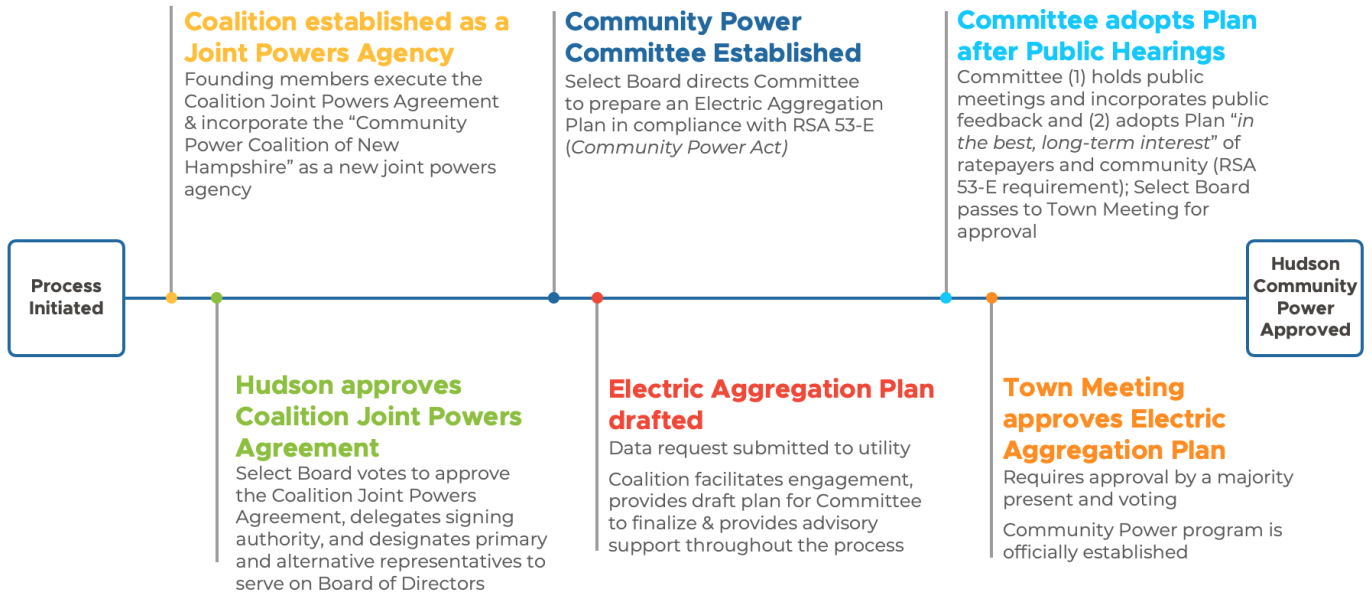 Coalition established as a
Joint Powers Agency
Founding members execute the
Coalition Joint Powers Agreement
& incorporate the “Community
Power Coalition of New
Hampshire” as a new joint powers
agency
Community Power
Committee Established
Select Board directs Committee
to prepare an Electric Aggregation
Plan in compliance with RSA 53-E
(Community Power Act)
Committee adopts Plan
after Public Hearings
Committee (1) holds public
meetings and incorporates public
feedback and (2) adopts Plan “in
the best, long-term interest” of
ratepayers and community (RSA
53-E requirement); Select Board
passes to Town Meeting for
approval
Process
Initiated
Hudson
Community
Power
Approved
Hudson approves
Coalition Joint Powers
Agreement
Select Board votes to approve
the Coalition Joint Powers
Agreement, delegates signing
authority, and designates primary
and alternative representatives to
serve on Board of Directors
Electric Aggregation Plan
drafted
Data request submitted to utility
Coalition facilitates engagement,
provides draft plan for Committee
to finalize & provides advisory
support throughout the process
Town Meeting
approves Electric
Aggregation Plan
Requires approval by a majority
present and voting
Community Power program is
officially established